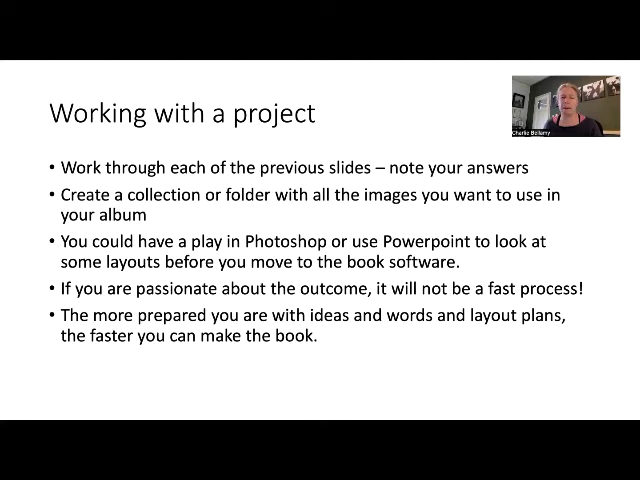 Working with a project
Charlie Bellamy
• Work through each of the previous slides – note your answers
• Create a collection or folder with all the images you want to use in
your album
• You could have a play in Photoshop or use Powerpoint to look at
some layouts before you move to the book software.
• If you are passionate about the outcome, it will not be a fast process!
• The more prepared you are with ideas and words and layout plans,
the faster you can make the book.